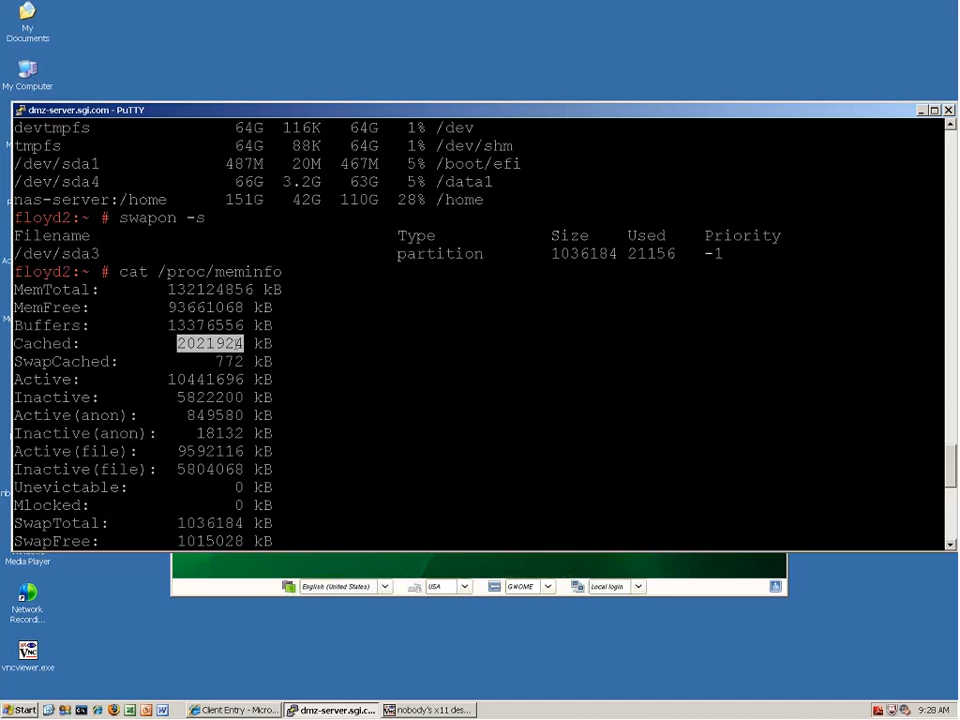 My
Documents
My Computer
dmz-server.sgi.com - PuTTY
devtmpfs 64G 116K 64G 1% /dev
tmpfs 64G 88K 64G 1% /dev/shm
/dev/sda1 487M 20M 467M 5% /boot/efi
/dev/sda4 66G 3.2G 63G 5% /data1
nas-server:/home 151G 42G 110G 28% /home
floyd2:~ # swapon -s
Filename Type Size Used Priority
/dev/sda3 partition 1036184 21156 -1
floyd2:~ # cat /proc/meminfo
MemTotal: 132124856 kB
MemFree: 93661068 kB
Buffers: 13376556 kB
Cached: 2021924 kB
SwapCached: 772 kB
Active: 10441696 kB
Inactive: 5822200 kB
Active(anon): 849580 kB
Inactive(anon): 18132 kB
Active(file): 9592116 kB
Inactive(file): 5804068 kB
Unevictable: 0 kB
Mlocked: 0 kB
SwapTotal: 1036184 kB
SwapFree: 1015028 kB
Media Player
English (United States) USA GNOME Local login
Network
Recordi...
VNC
vncviewer.exe
Start Client Entry - Micro... dmz-server.sgi.com... nobody's x11 des... 9:28 AM